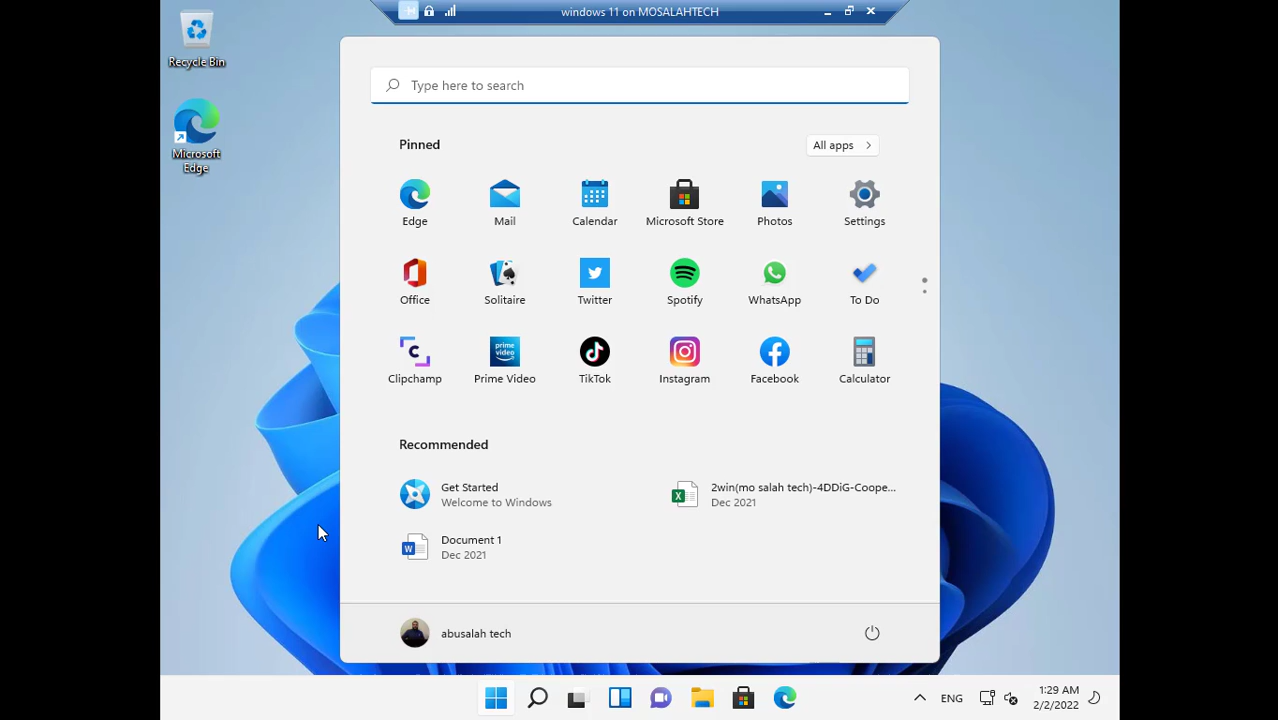 windows 11 on MOSALAHTECH
Recycle Bin
Microsoft
Edge
Type here to search
Pinned
All apps
Edge
Mail
Calendar
Microsoft Store
Photos
Settings
Office
Solitaire
Twitter
Spotify
WhatsApp
To Do
prime
video
Clipchamp
Prime Video
TikTok
Instagram
Facebook
Calculator
Recommended
Get Started
Welcome to Windows
2win(mo salah tech)-4DDiG-Coope...
Dec 2021
Document 1
Dec 2021
abusalah tech
ENG
1:29 AM
2/2/2022